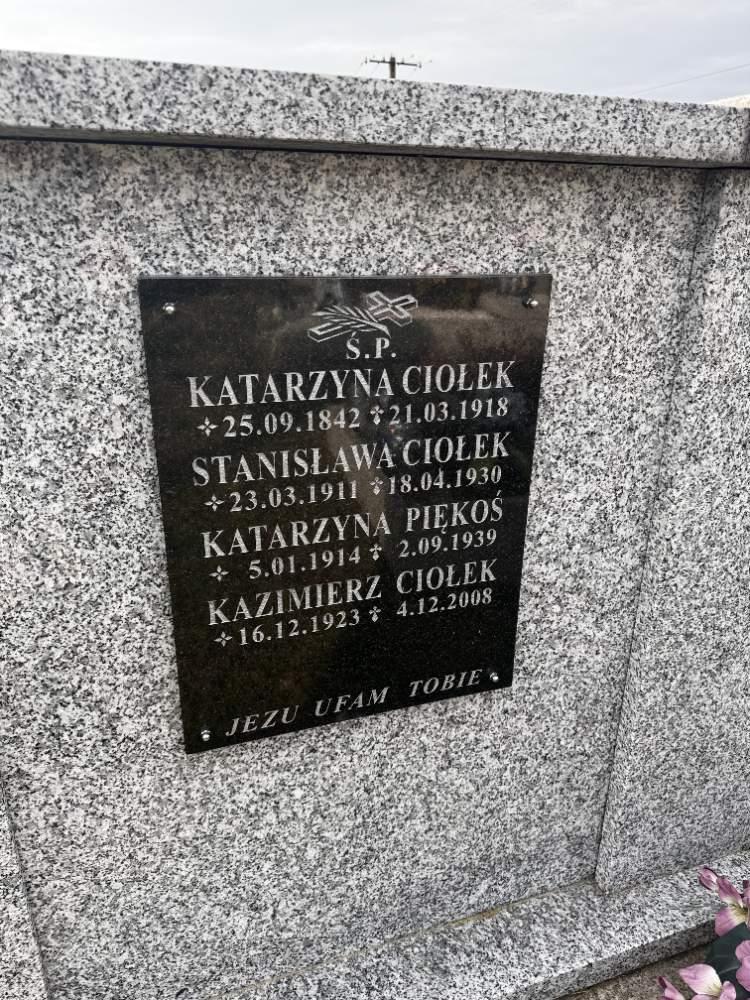 Ś.P.
KATARZYNA CIOŁEK
✧25.09.1842 ✞21.03.1918
STANISŁAWA CIOŁEK
✧23.03.1911 ✞18.04.1930
KATARZYNA PIĘKOŚ
✧ 5.01.1914 ✞ 2.09.1939
KAZIMIERZ CIOŁEK
✧16.12.1923 ✞ 4.12.2008
JEZU UFAM TOBIE